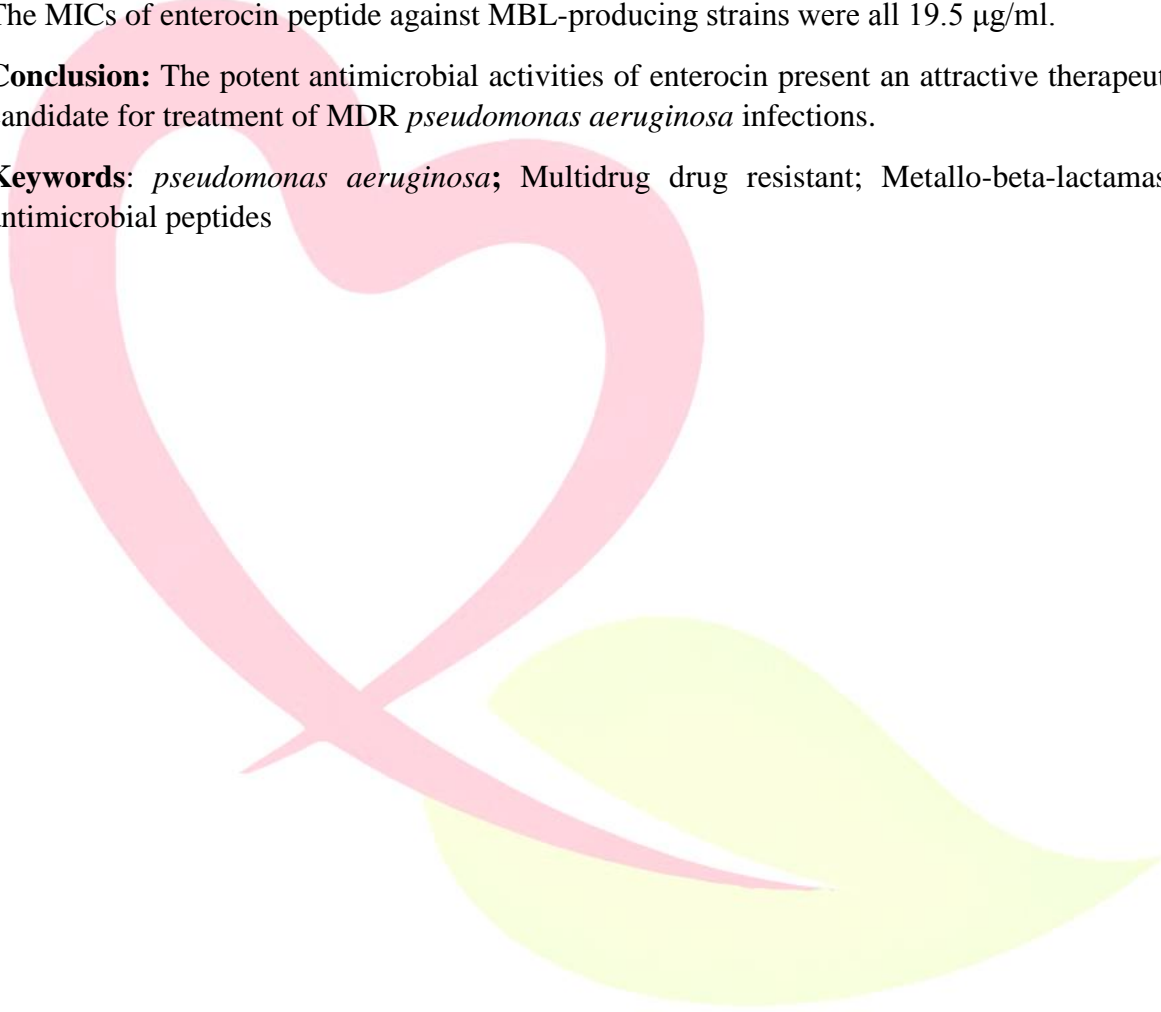 The MICs of enterocin peptide against MBL-producing strains were all 19.5 µg/ml.
Conclusion: The potent antimicrobial activities of enterocin present an attractive therapeut
andidate for treatment of MDR pseudomonas aeruginosa infections.
Keywords: pseudomonas aeruginosa; Multidrug drug resistant; Metallo-beta-lactamas
ntimicrobial peptides